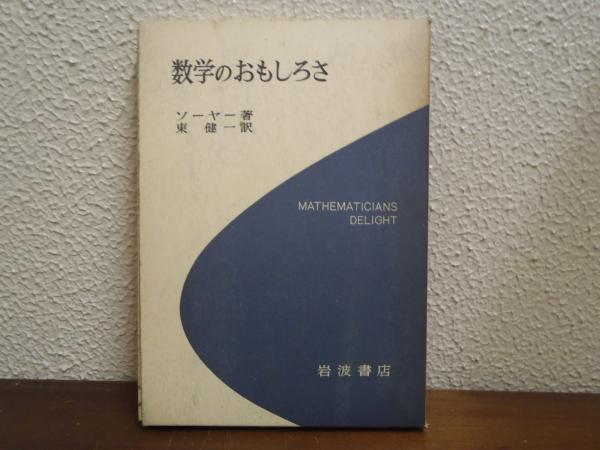 数学のおもしろさ
ソーヤー著
東 健一訳
MATHEMATICIANS
DELIGHT
岩波書店